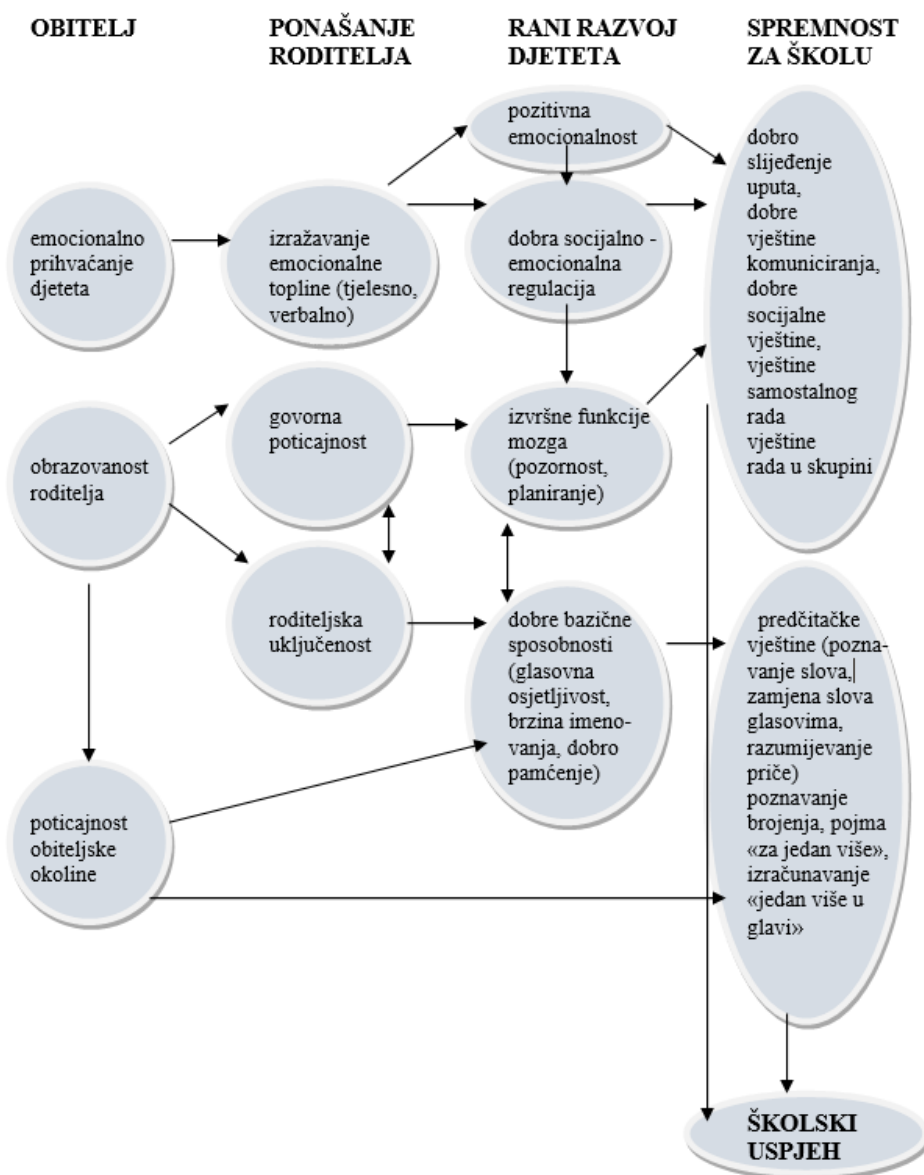 OBITELJ
PONAŠANJE
RODITELJA
RANI RAZVOJ
DJETETA
SPREMNOST
ZA ŠKOLU
pozitivna
emocionalnost
emocionalno
prihvaćanje
djeteta
izražavanje
emocionalne
topline (tjelesno,
verbalno)
dobra socijalno -
emocionalna
regulacija
dobro
slijeđenje
uputa,
dobre
vještine
komuniciranja,
dobre
socijalne
vještine,
vještine
samostalnog
rada
vještine
rada u skupini
obrazovanost
roditelja
govorna
poticajnost
izvršne funkcije
mozga
(pozornost,
planiranje)
roditeljska
uključenost
dobre bazične
sposobnosti
(glasovna
osjetljivost,
brzina imeno-
vanja, dobro
pamćenje)
predčitačke
vještine (pozna-
vanje slova,
zamjena slova
glasovima,
razumijevanje
priče)
poznavanje
brojenja, pojma
«za jedan više»,
izračunavanje
«jedan više u
glavi»
poticajnost
obiteljske
okoline
ŠKOLSKI
USPJEH